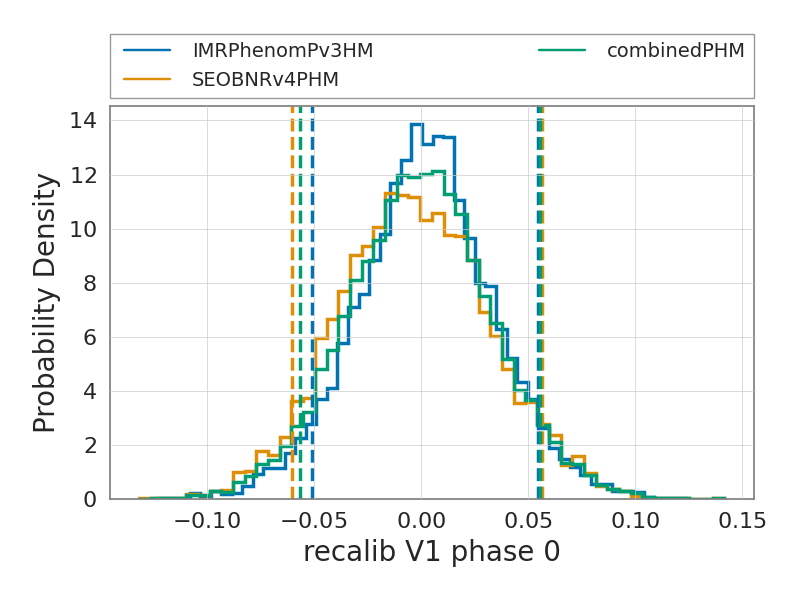 IMRPhenomPv3HM
SEOBNRv4PHM
combinedPHM
14
12
10
8
6
4
2
0
Probability Density
−0.10 −0.05 0.00 0.05 0.10 0.15
recalib V1 phase 0